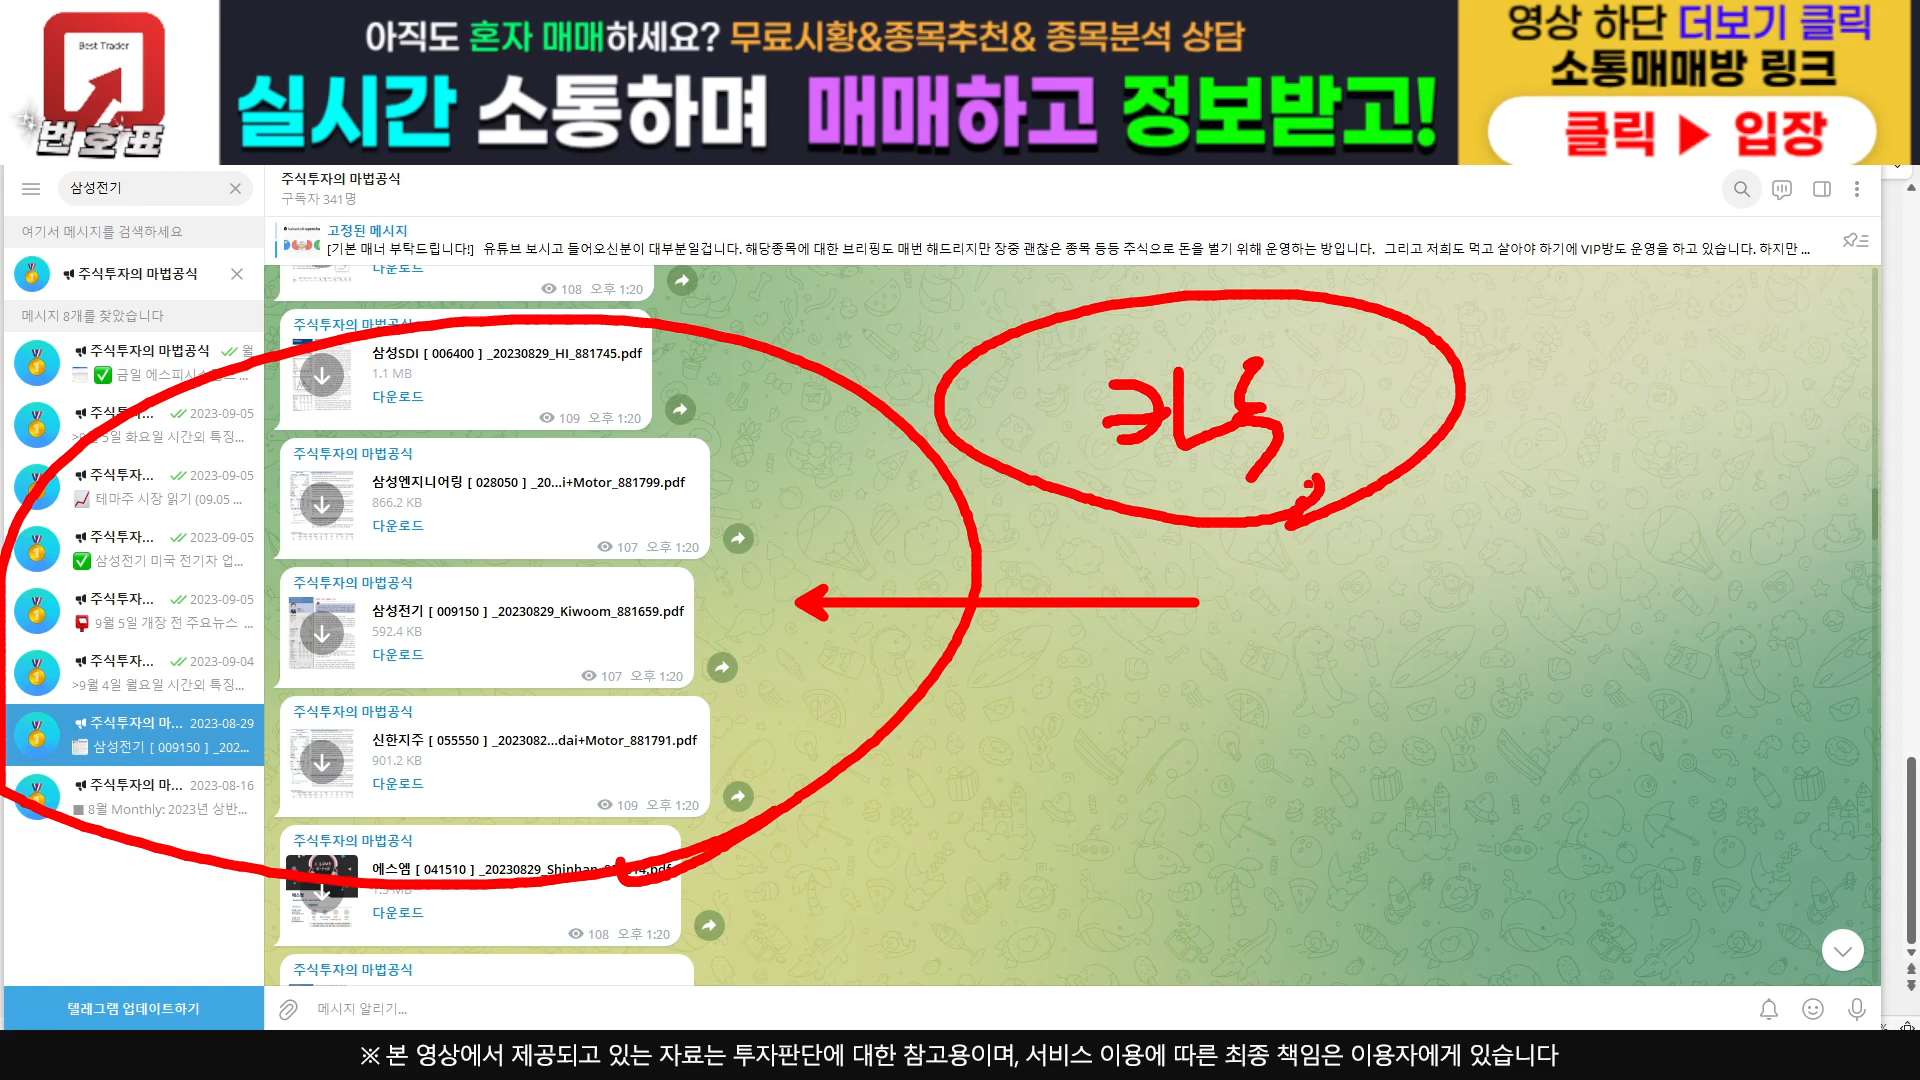 Best Trader
번호표
아직도 혼자 매매하세요? 무료시황&종목추천& 종목분석 상담
실시간 소통하며 매매하고 정보받고!
영상 하단 더보기 클릭
소통매매방 링크
클릭 ▶ 입장
삼성전기
여기서 메시지를 검색하세요
주식투자의 마법공식
메시지 8개를 찾았습니다
주식투자의 마법공식 월
✅ 금일 에스피시스
주식투자... 2023-09-05
5일 화요일 시간외 특징...
주식투자... 2023-09-05
테마주 시장 읽기 (09.05 ...
주식투자... 2023-09-05
✅ 삼성전기 미국 전기차 업...
주식투자... 2023-09-05
9월 5일 개장 전 주요뉴스 ...
주식투자... 2023-09-04
>9월 4일 월요일 시간외 특징...
주식투자의 마... 2023-08-29
삼성전기 [ 009150 ] _202...
주식투자의 마... 2023-08-16
■ 8월 Monthly: 2023년 상반...
텔레그램 업데이트하기
주식투자의 마법공식
구독자 341명
고정된 메시지
[기본 매너 부탁드립니다!] 유튜브 보시고 들어오신분이 대부분일겁니다. 해당종목에 대한 브리핑도 매번 해드리지만 장중 괜찮은 종목 등등 주식으로 돈을 벌기 위해 운영하는 방입니다. 그리고 저희도 먹고 살아야 하기에 VIP방도 운영을 하고 있습니다. 하지만 ...
다운로드
108 오후 1:20
주식투자의 마법공식
삼성SDI [ 006400 ] _20230829_HI_881745.pdf
1.1 MB
다운로드
109 오후 1:20
주식투자의 마법공식
삼성엔지니어링 [ 028050 ] _20...i+Motor_881799.pdf
866.2 KB
다운로드
107 오후 1:20
주식투자의 마법공식
삼성전기 [ 009150 ] _20230829_Kiwoom_881659.pdf
592.4 KB
다운로드
107 오후 1:20
주식투자의 마법공식
신한지주 [ 055550 ] _2023082...dai+Motor_881791.pdf
901.2 KB
다운로드
109 오후 1:20
주식투자의 마법공식
에스엠 [ 041510 ] _20230829_Shinhan
다운로드
108 오후 1:20
주식투자의 마법공식
메시지 알리기...
※ 본 영상에서 제공되고 있는 자료는 투자판단에 대한 참고용이며, 서비스 이용에 따른 최종 책임은 이용자에게 있습니다